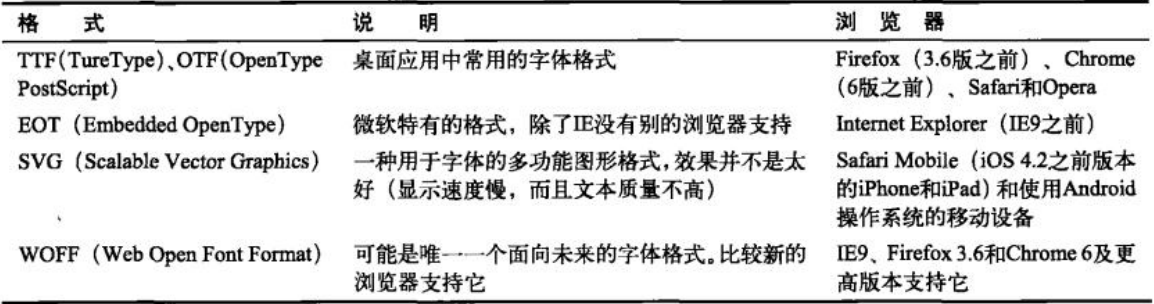 格 式 说 明 浏 览 器
TTF(TureType)、OTF(OpenType 桌面应用中常用的字体格式 Firefox（3.6版之前）、Chrome
PostScript) （6版之前）、Safari和Opera
EOT（Embedded OpenType） 微软特有的格式，除了IE没有别的浏览器支持 Internet Explorer（IE9之前）
SVG（Scalable Vector Graphics） 一种用于字体的多功能图形格式，效果并不是太 Safari Mobile（iOS 4.2之前版本
好（显示速度慢，而且文本质量不高） 的iPhone和iPad）和使用Android
操作系统的移动设备
WOFF（Web Open Font Format） 可能是唯一一个面向未来的字体格式。比较新的 IE9、Firefox 3.6和Chrome 6及更
浏览器支持它 高版本支持它